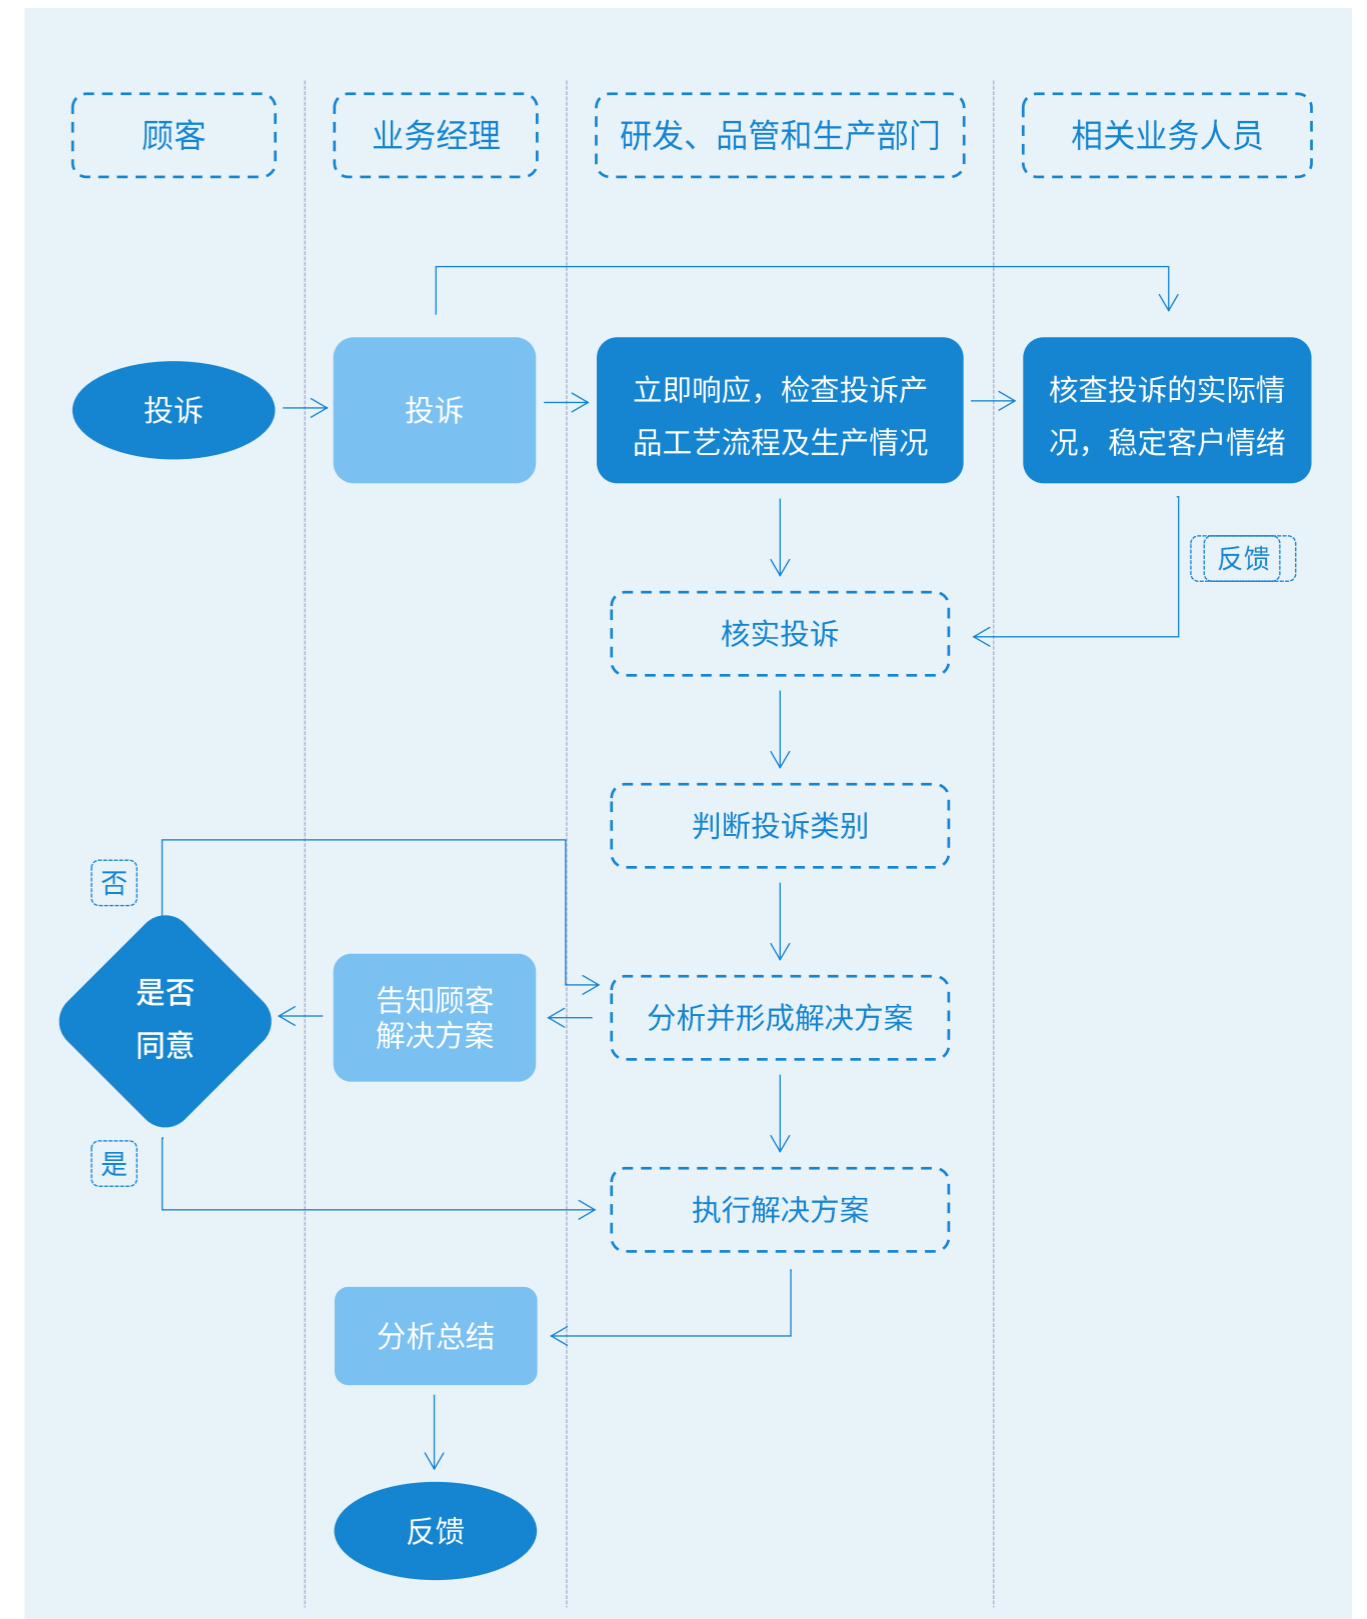 顾客
业务经理
研发、品管和生产部门
相关业务人员
投诉
投诉
立即响应，检查投诉产
品工艺流程及生产情况
核查投诉的实际情
况，稳定客户情绪
反馈
核实投诉
判断投诉类别
否
是否
同意
告知顾客
解决方案
分析并形成解决方案
是
执行解决方案
分析总结
反馈